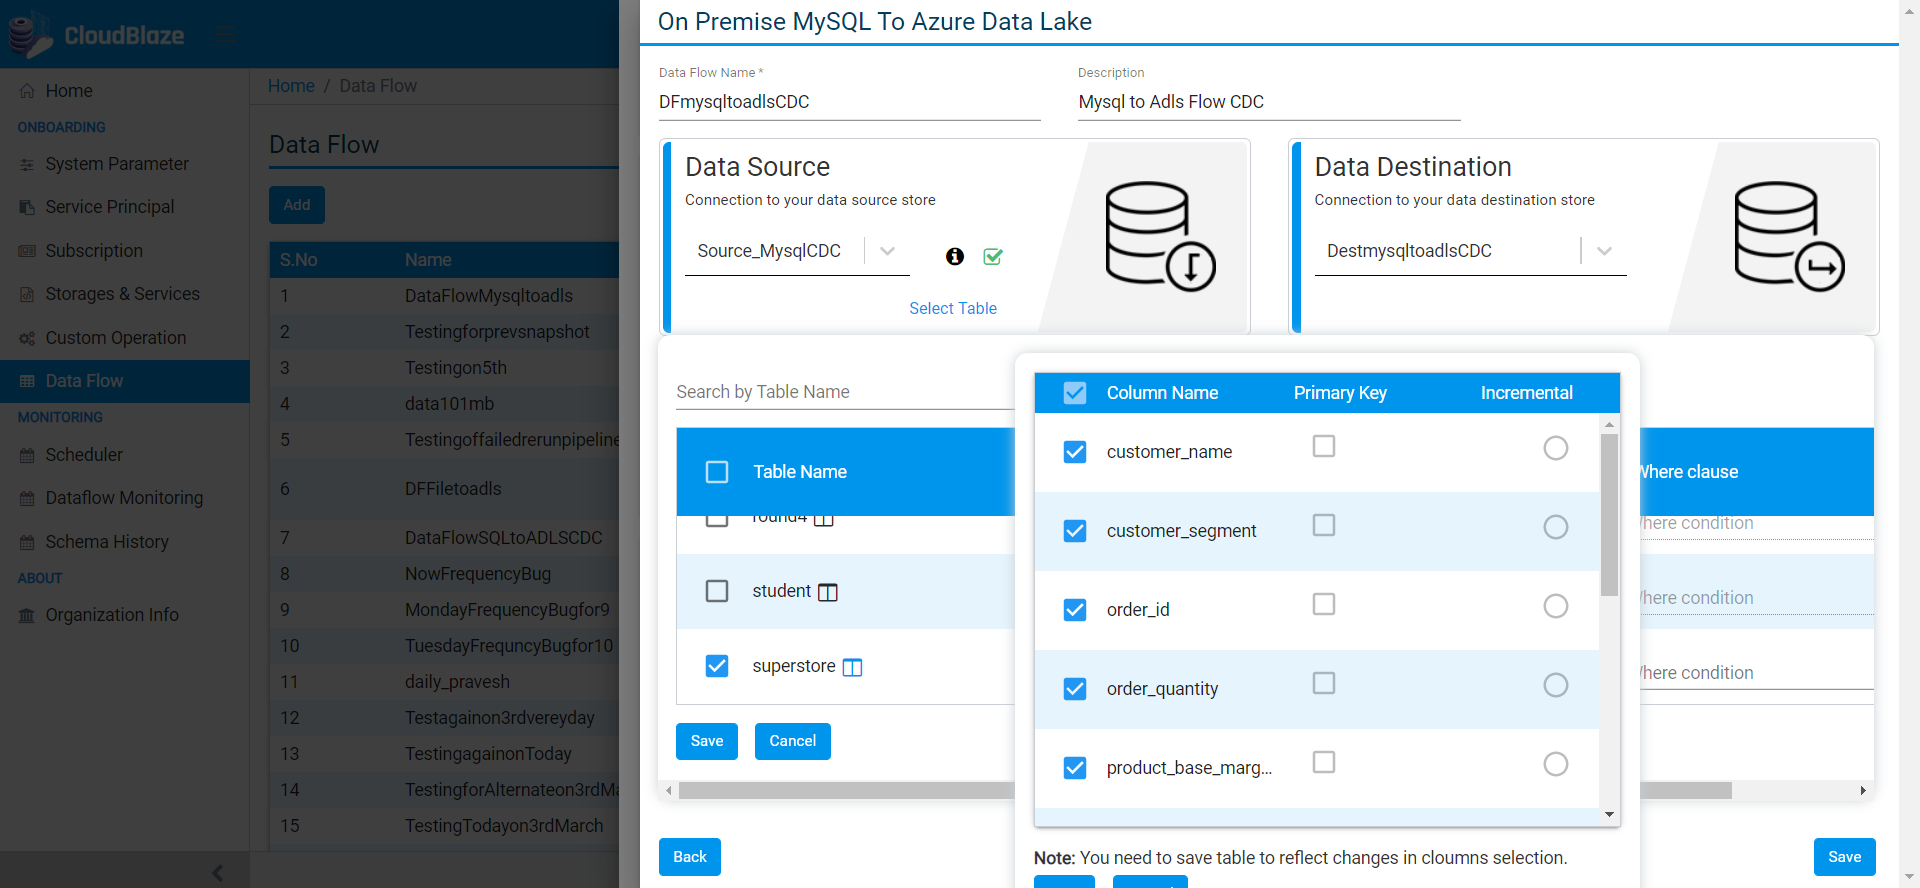 CloudBlaze
Home
ONBOARDING
System Parameter
Service Principal
Subscription
Storages & Services
Custom Operation
Data Flow
MONITORING
Scheduler
Dataflow Monitoring
Schema History
ABOUT
Organization Info
Home / Data Flow
Data Flow
Add
S.No Name
1 DataFlowMysqltoadls
2 Testingforprevsnapshot
3 Testingon5th
4 data101mb
5 Testingoffailedrerunpipeline
6 DFFiletoadls
7 DataFlowSQLtoADLSCDC
8 NowFrequencyBug
9 MondayFrequencyBugfor9
10 TuesdayFrequncyBugfor10
11 daily_pravesh
12 Testagainon3rdvereyday
13 TestingagainonToday
14 TestingforAlternateon3rdMa
15 TestingTodayon3rdMarch
On Premise MySQL To Azure Data Lake
Data Flow Name *
DFmysqltoadlsCDC
Description
Mysql to Adls Flow CDC
Data Source
Connection to your data source store
Source_MysqlCDC
Select Table
Data Destination
Connection to your data destination store
DestmysqltoadlsCDC
Search by Table Name
Table Name
Where clause
round4
here condition
student
here condition
superstore
here condition
Save Cancel
Column Name Primary Key Incremental
customer_name
customer_segment
order_id
order_quantity
product_base_marg...
Note: You need to save table to reflect changes in cloumns selection.
Back
Save